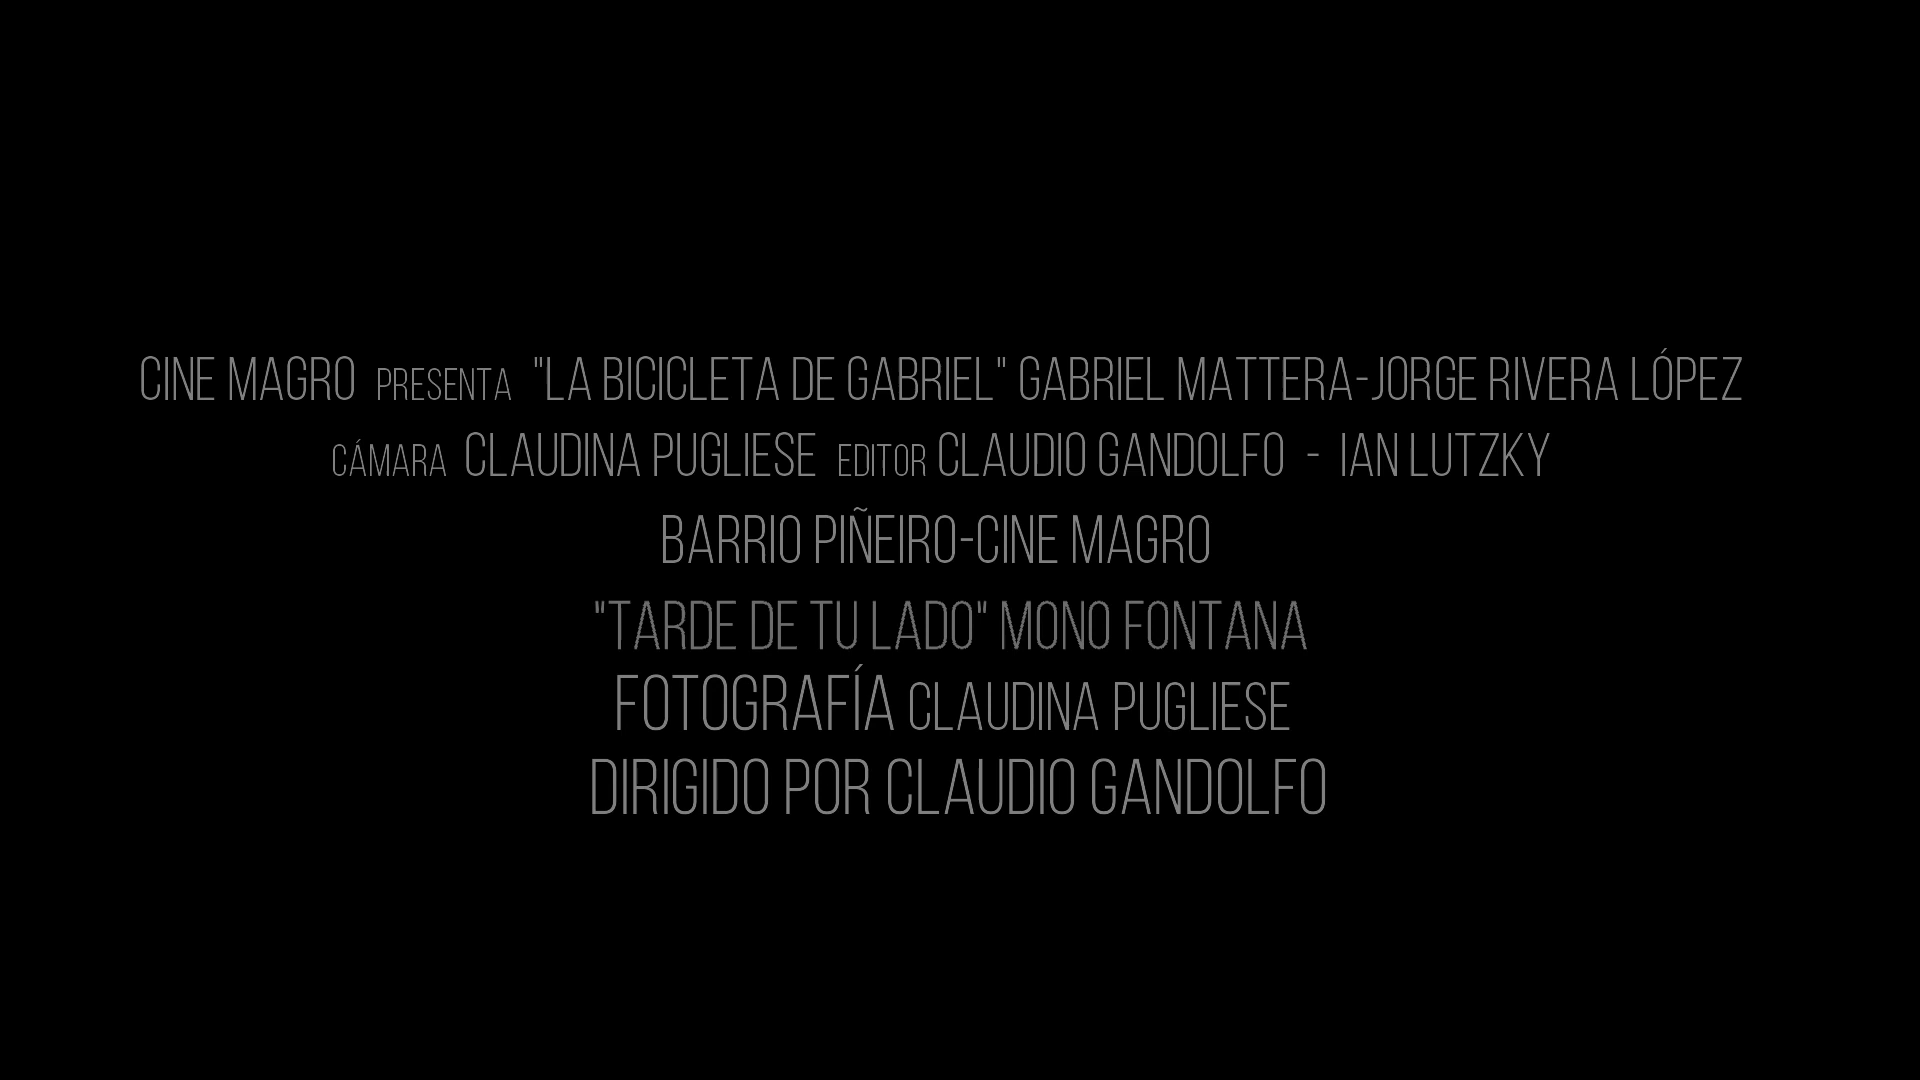 CINE MAGRO PRESENTA "LA BICICLETA DE GABRIEL" GABRIEL MATTERA-JORGE RIVERA LÓPEZ
CÁMARA CLAUDINA PUGLIESE EDITOR CLAUDIO GANDOLFO - IAN LUTZKY
BARRIO PIÑEIRO-CINE MAGRO
"TARDE DE TU LADO" MONO FONTANA
FOTOGRAFÍA CLAUDINA PUGLIESE
DIRIGIDO POR CLAUDIO GANDOLFO